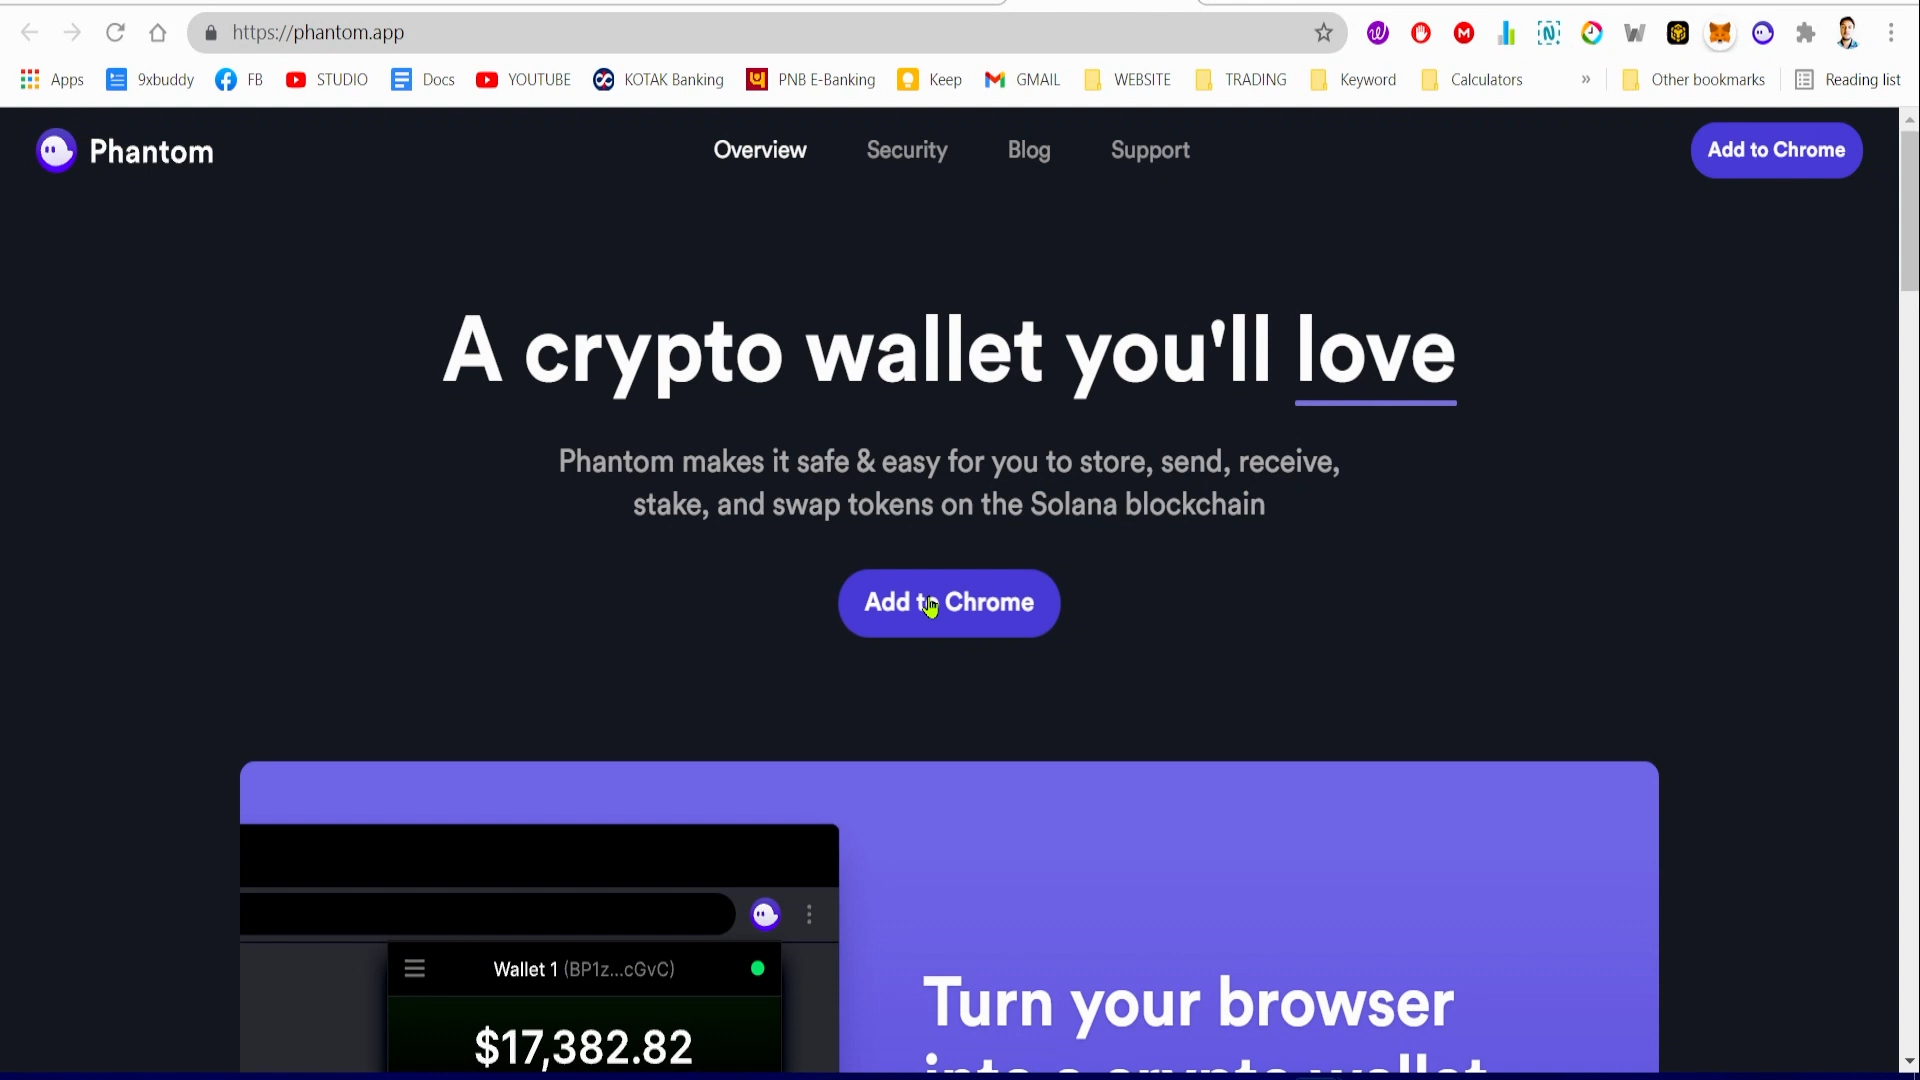 https://phantom.app
Apps
9xbuddy
FB
STUDIO
Docs
YOUTUBE
KOTAK Banking
PNB E-Banking
Keep
GMAIL
WEBSITE
TRADING
Keyword
Calculators
»
Other bookmarks
Reading list
Phantom
Overview
Security
Blog
Support
Add to Chrome
A crypto wallet you'll love
Phantom makes it safe & easy for you to store, send, receive,
stake, and swap tokens on the Solana blockchain
Add to Chrome
Wallet 1 (BP1z...cGvC)
$17,382.82
Turn your browser
into a crypto wallet